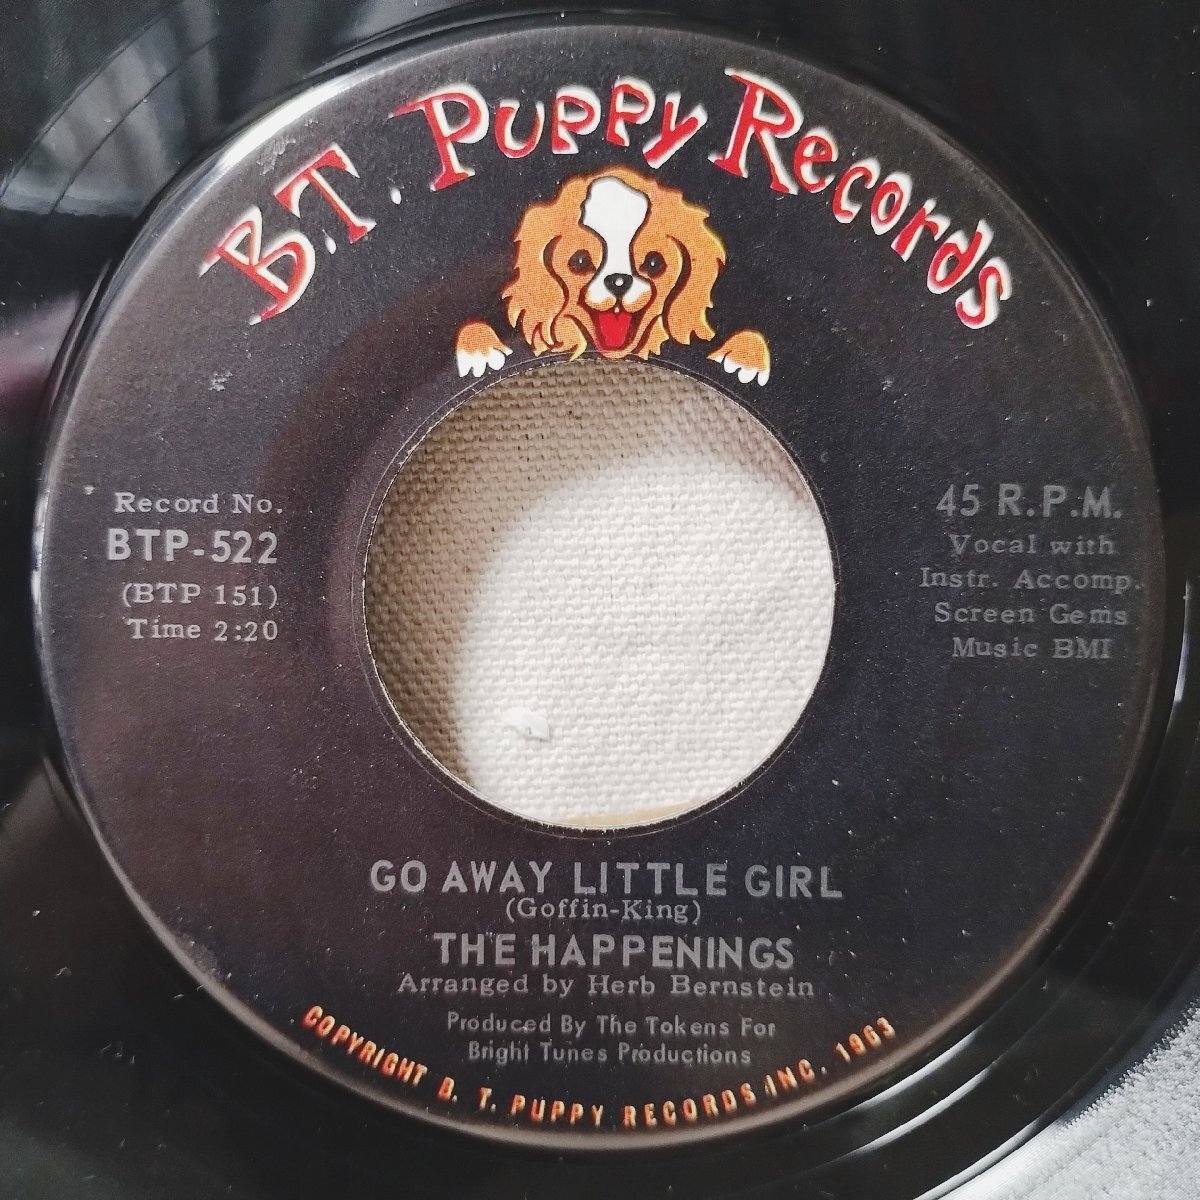 B.T. Puppy Records
Record No.
BTP-522
(BTP 151)
Time 2:20
45 R.P.M.
Vocal with
Instr. Accomp.
Screen Gems
Music BMI
GO AWAY LITTLE GIRL
(Goffin-King)
THE HAPPENINGS
Arranged by Herb Bernstein
Produced By The Tokens For
Bright Tunes Productions
COPYRIGHT B. T. PUPPY RECORDS INC. 1963